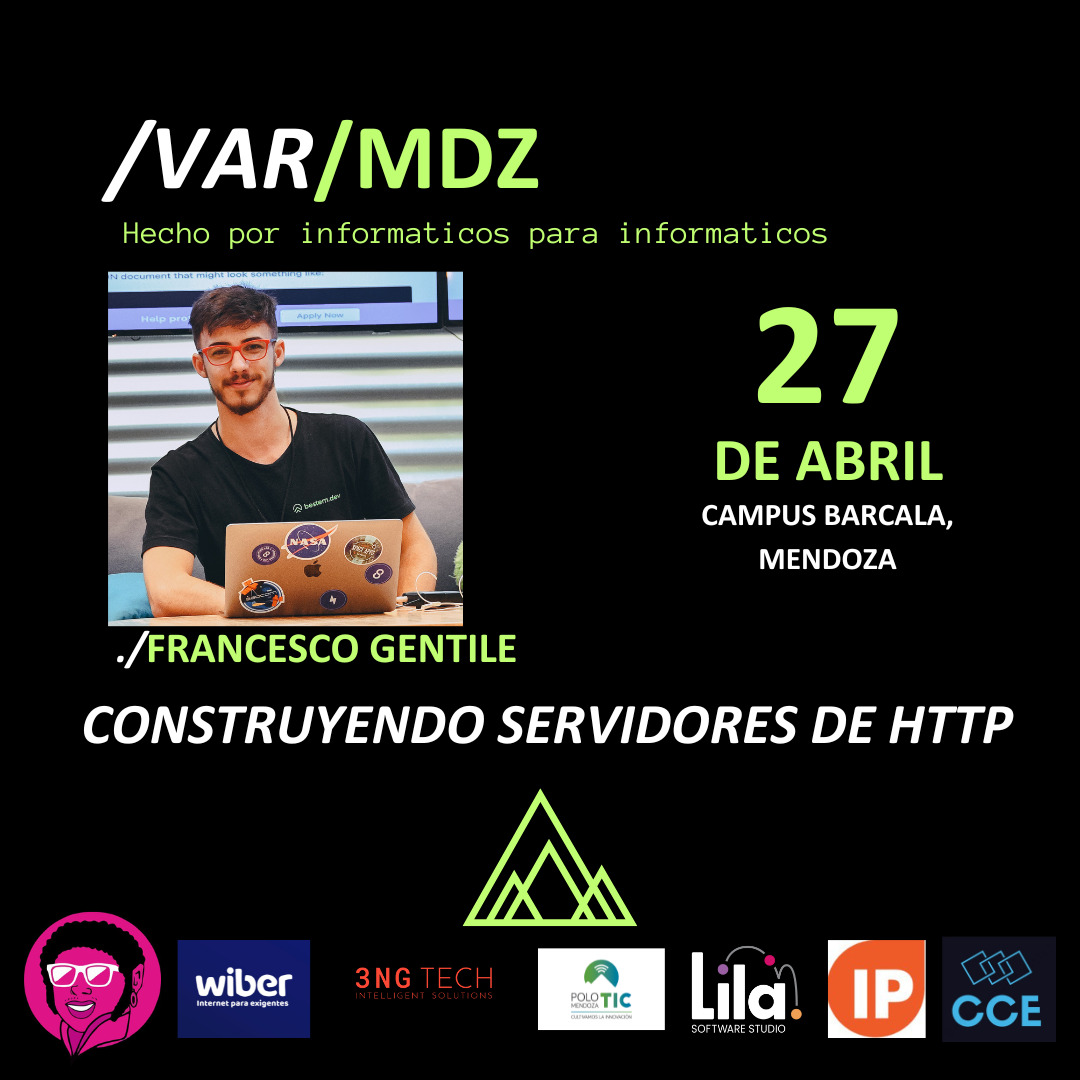 /VAR/MDZ
Hecho por informaticos para informaticos
N document that might look something like:
Help pro
Apply Now
bestern.dev
NASA
27
DE ABRIL
CAMPUS BARCALA,
MENDOZA
./FRANCESCO GENTILE
CONSTRUYENDO SERVIDORES DE HTTP
wiber
Internet para exigentes
3NG TECH
INTELLIGENT SOLUTIONS
POLO TIC
MENDOZA
CULTIVAMOS LA INNOVACIÓN
Lila
SOFTWARE STUDIO
IP
CCE